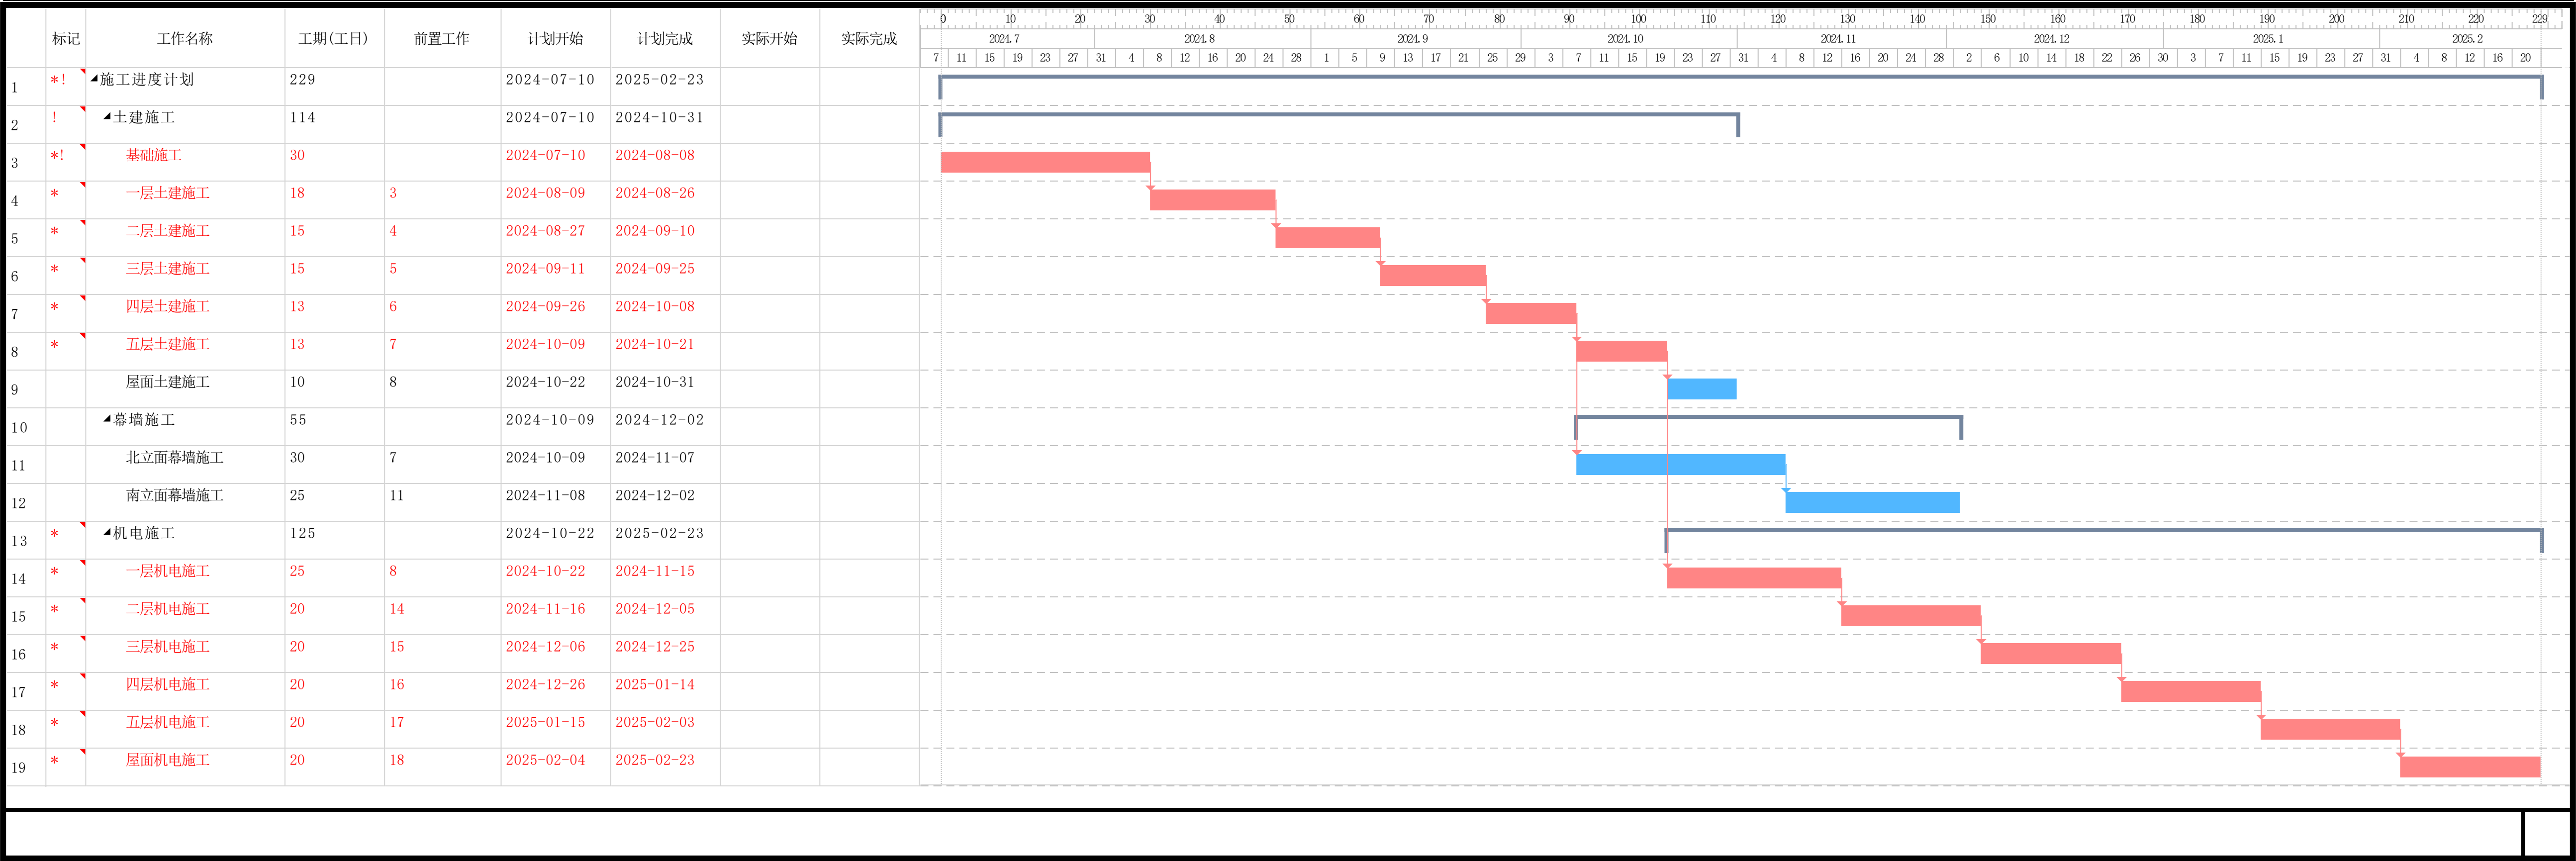 0 10 20 30 40 50 60 70 80 90 100 110 120 130 140 150 160 170 180 190 200 210 220 229
标记 工作名称 工期(工日) 前置工作 计划开始 计划完成 实际开始 实际完成 2024.7 2024.8 2024.9 2024.10 2024.11 2024.12 2025.1 2025.2
7 11 15 19 23 27 31 4 8 12 16 20 24 28 1 5 9 13 17 21 25 29 3 7 11 15 19 23 27 31 4 8 12 16 20 24 28 2 6 10 14 18 22 26 30 3 7 11 15 19 23 27 31 4 8 12 16 20
1 *! 施工进度计划 229 2024-07-10 2025-02-23
2 ! 土建施工 114 2024-07-10 2024-10-31
3 *! 基础施工 30 2024-07-10 2024-08-08
4 * 一层土建施工 18 3 2024-08-09 2024-08-26
5 * 二层土建施工 15 4 2024-08-27 2024-09-10
6 * 三层土建施工 15 5 2024-09-11 2024-09-25
7 * 四层土建施工 13 6 2024-09-26 2024-10-08
8 * 五层土建施工 13 7 2024-10-09 2024-10-21
9 屋面土建施工 10 8 2024-10-22 2024-10-31
10 幕墙施工 55 2024-10-09 2024-12-02
11 北立面幕墙施工 30 7 2024-10-09 2024-11-07
12 南立面幕墙施工 25 11 2024-11-08 2024-12-02
13 * 机电施工 125 2024-10-22 2025-02-23
14 * 一层机电施工 25 8 2024-10-22 2024-11-15
15 * 二层机电施工 20 14 2024-11-16 2024-12-05
16 * 三层机电施工 20 15 2024-12-06 2024-12-25
17 * 四层机电施工 20 16 2024-12-26 2025-01-14
18 * 五层机电施工 20 17 2025-01-15 2025-02-03
19 * 屋面机电施工 20 18 2025-02-04 2025-02-23